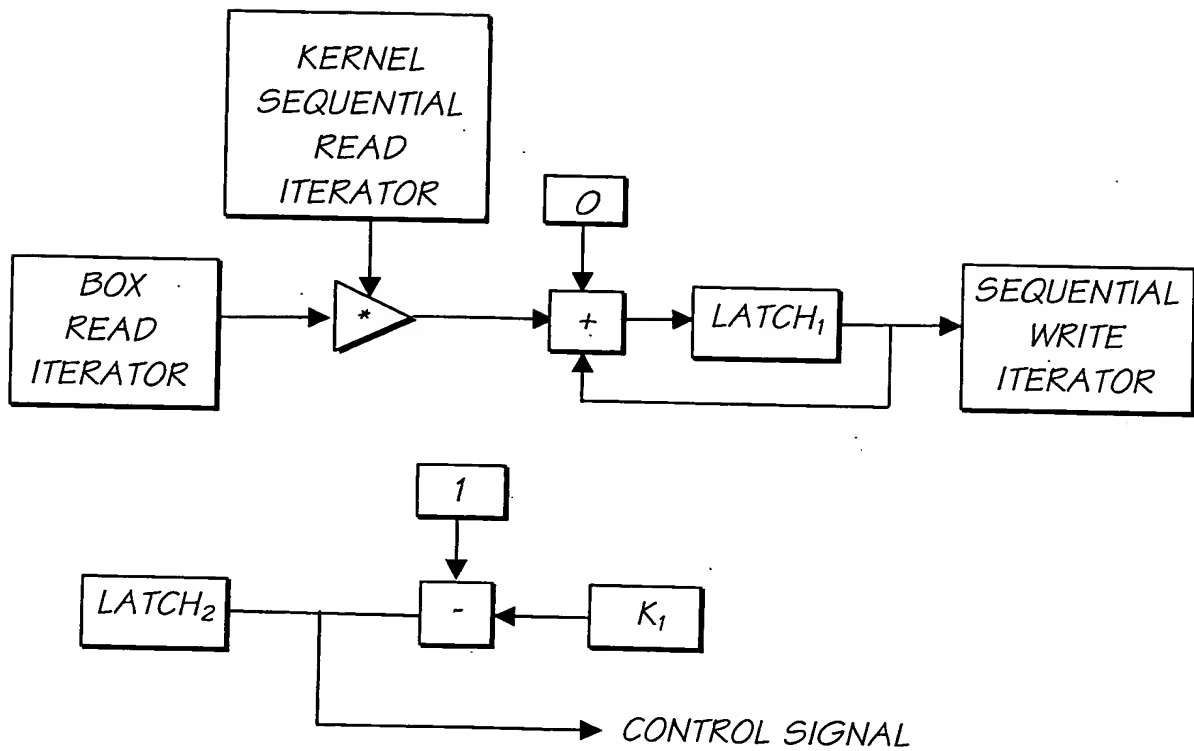 KERNEL
SEQUENTIAL
READ
ITERATOR
0
BOX
READ
ITERATOR
*
+
LATCH₁
SEQUENTIAL
WRITE
ITERATOR
1
LATCH₂
-
K₁
CONTROL SIGNAL